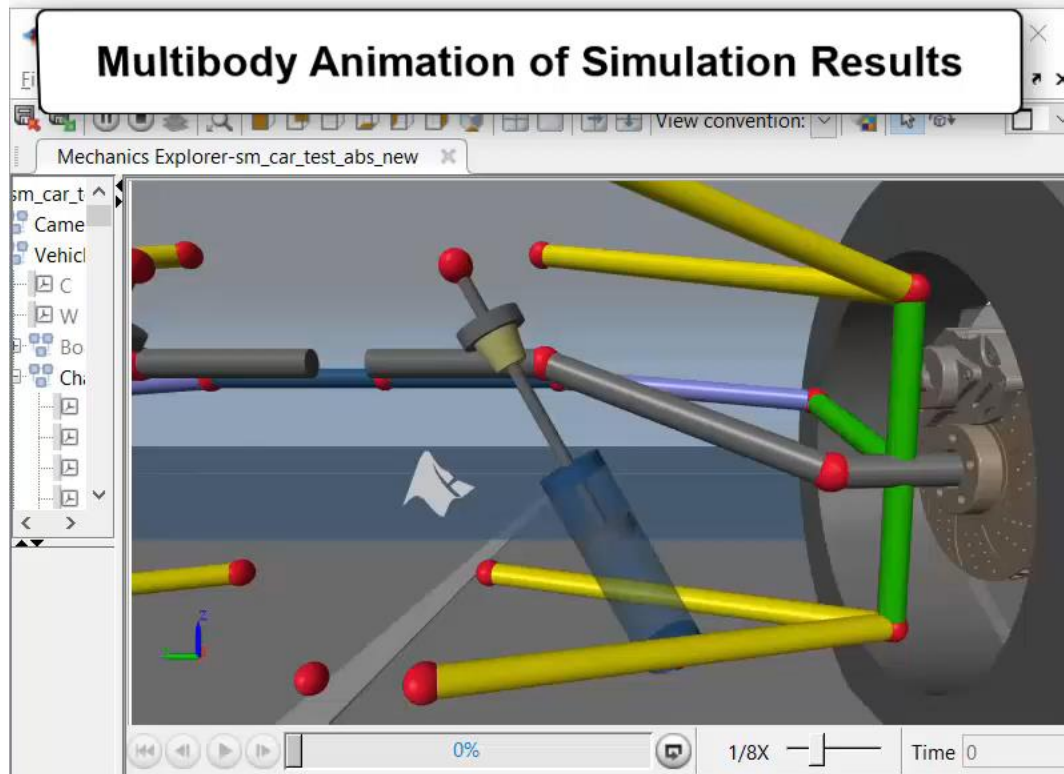 Multibody Animation of Simulation Results
View convention:
Mechanics Explorer-sm_car_test_abs_new
sm_car_t
Came
Vehicl
C
W
Bo
Cha
z
0%
1/8X
Time 0